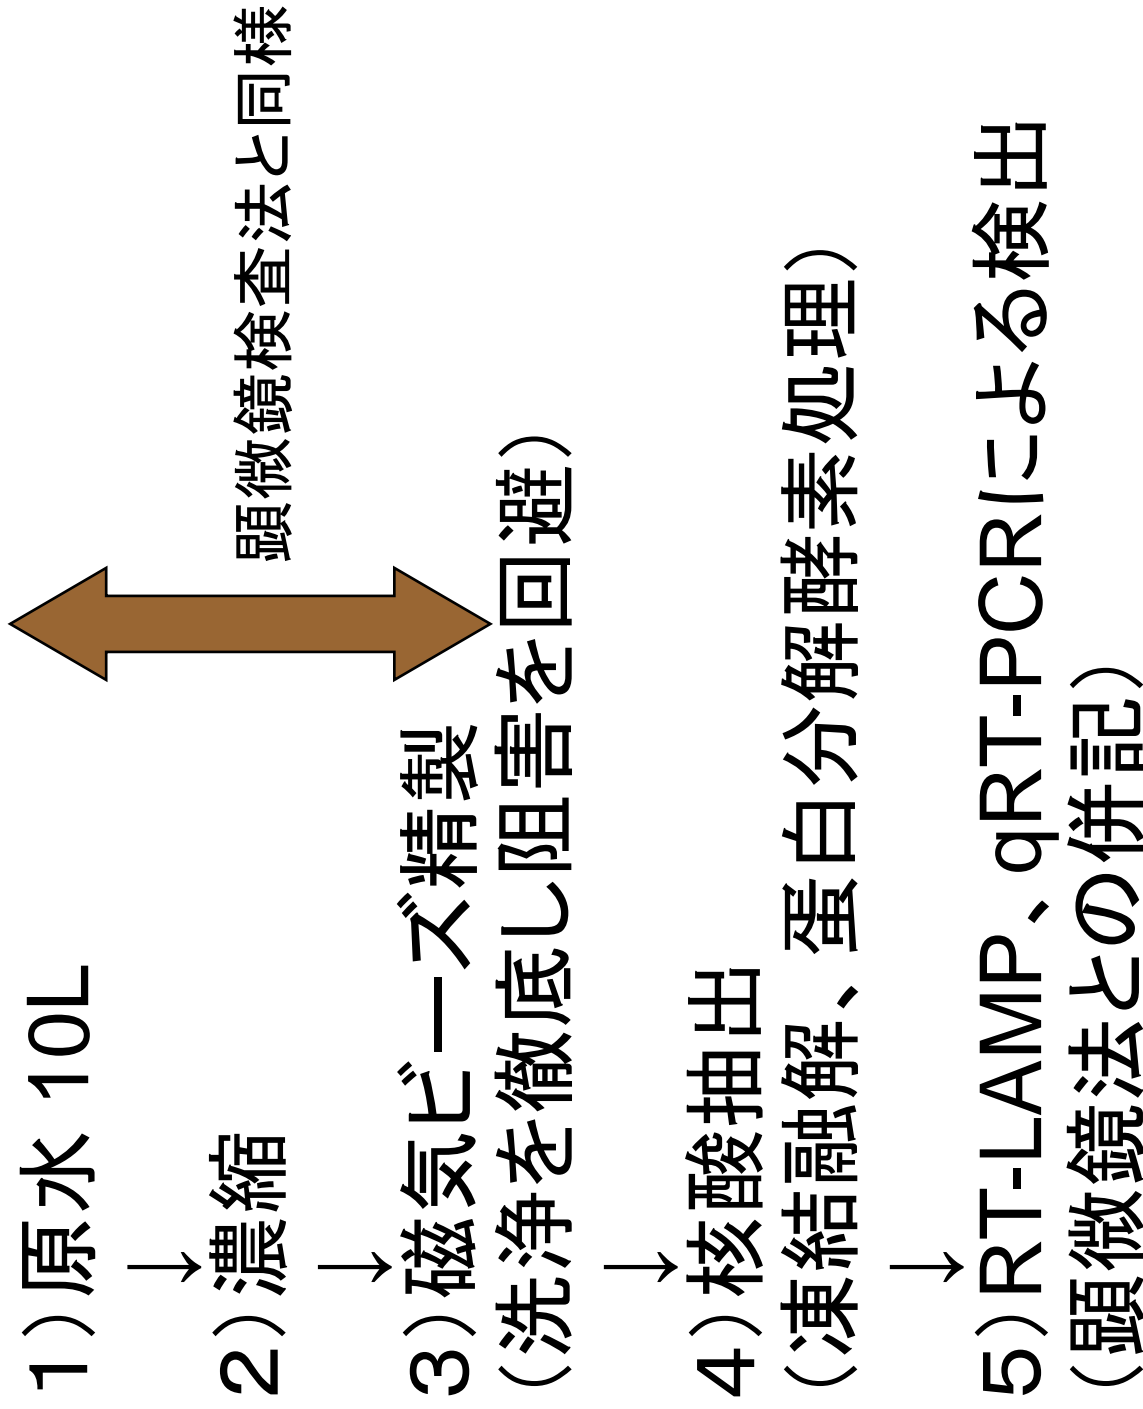 1）原水 10L
→
2）濃縮
顕微鏡検査法と同様
→
3）磁気ビーズ精製
（洗浄を徹底し阻害を回避）
→
4）核酸抽出
（凍結融解、蛋白分解酵素処理）
→
5）RT-LAMP、qRT-PCRによる検出
（顕微鏡法との併記）